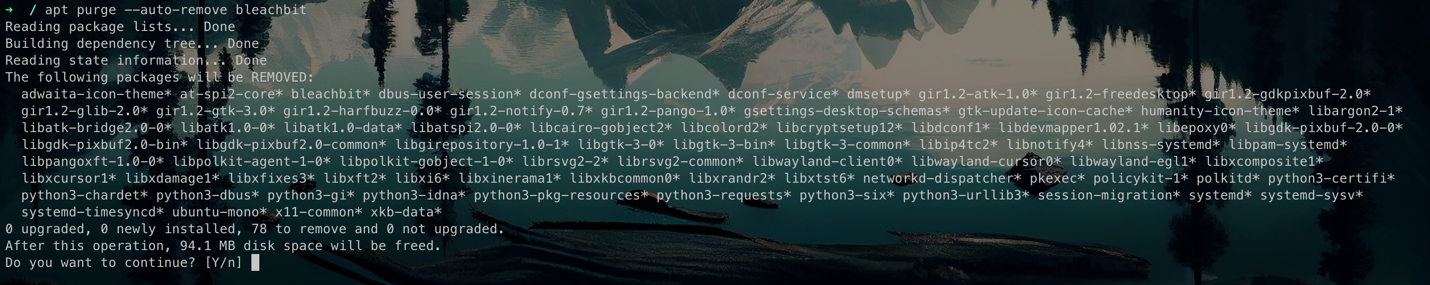 ➜  / apt purge --auto-remove bleachbit
Reading package lists... Done
Building dependency tree... Done
Reading state information... Done
The following packages will be REMOVED:
  adwaita-icon-theme* at-spi2-core* bleachbit* dbus-user-session* dconf-gsettings-backend* dconf-service* dmsetup* gir1.2-atk-1.0* gir1.2-freedesktop* gir1.2-gdkpixbuf-2.0*
  gir1.2-glib-2.0* gir1.2-gtk-3.0* gir1.2-harfbuzz-0.0* gir1.2-notify-0.7* gir1.2-pango-1.0* gsettings-desktop-schemas* gtk-update-icon-cache* humanity-icon-theme* libargon2-1*
  libatk-bridge2.0-0* libatk1.0-0* libatk1.0-data* libatspi2.0-0* libcairo-gobject2* libcolord2* libcryptsetup12* libdconf1* libdevmapper1.02.1* libepoxy0* libgdk-pixbuf-2.0-0*
  libgdk-pixbuf2.0-bin* libgdk-pixbuf2.0-common* libgirepository-1.0-1* libgtk-3-0* libgtk-3-bin* libgtk-3-common* libip4tc2* libnotify4* libnss-systemd* libpam-systemd*
  libpangoxft-1.0-0* libpolkit-agent-1-0* libpolkit-gobject-1-0* librsvg2-2* librsvg2-common* libwayland-client0* libwayland-cursor0* libwayland-egl1* libxcomposite1*
  libxcursor1* libxdamage1* libxfixes3* libxft2* libxi6* libxinerama1* libxkbcommon0* libxrandr2* libxtst6* networkd-dispatcher* pkexec* policykit-1* polkitd* python3-certifi*
  python3-chardet* python3-dbus* python3-gi* python3-idna* python3-pkg-resources* python3-requests* python3-six* python3-urllib3* session-migration* systemd* systemd-sysv*
  systemd-timesyncd* ubuntu-mono* x11-common* xkb-data*
0 upgraded, 0 newly installed, 78 to remove and 0 not upgraded.
After this operation, 94.1 MB disk space will be freed.
Do you want to continue? [Y/n]